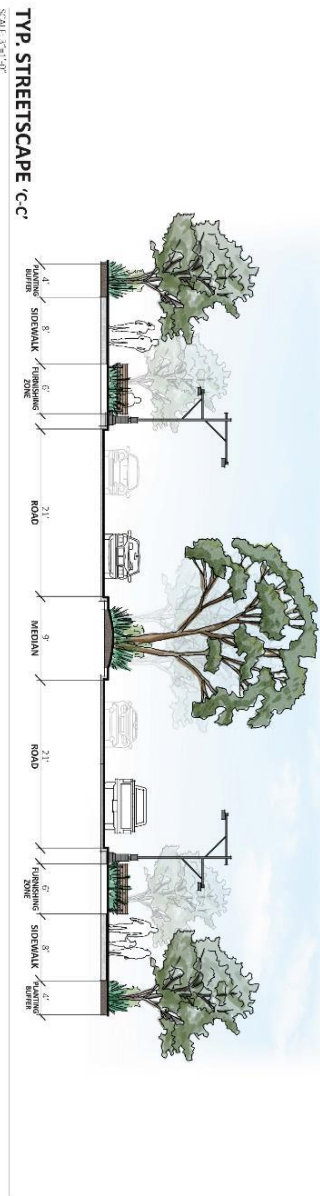 4'
PLANTING
BUFFER
8'
SIDEWALK
6'
FURNISHING
ZONE
21'
ROAD
9'
MEDIAN
21'
ROAD
6'
FURNISHING
ZONE
8'
SIDEWALK
4'
PLANTING
BUFFER
TYP. STREETSCAPE 'C-C'
SCALE: 3"=1'-0"